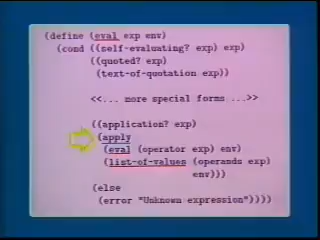 (define (eval exp env)
(cond ((self-evaluating? exp) exp)
((quoted? exp)
(text-of-quotation exp))
<<... more special forms ...>>
((application? exp)
(apply
(eval (operator exp) env)
(list-of-values (operands exp)
env)))
(else
(error "Unknown expression"))))